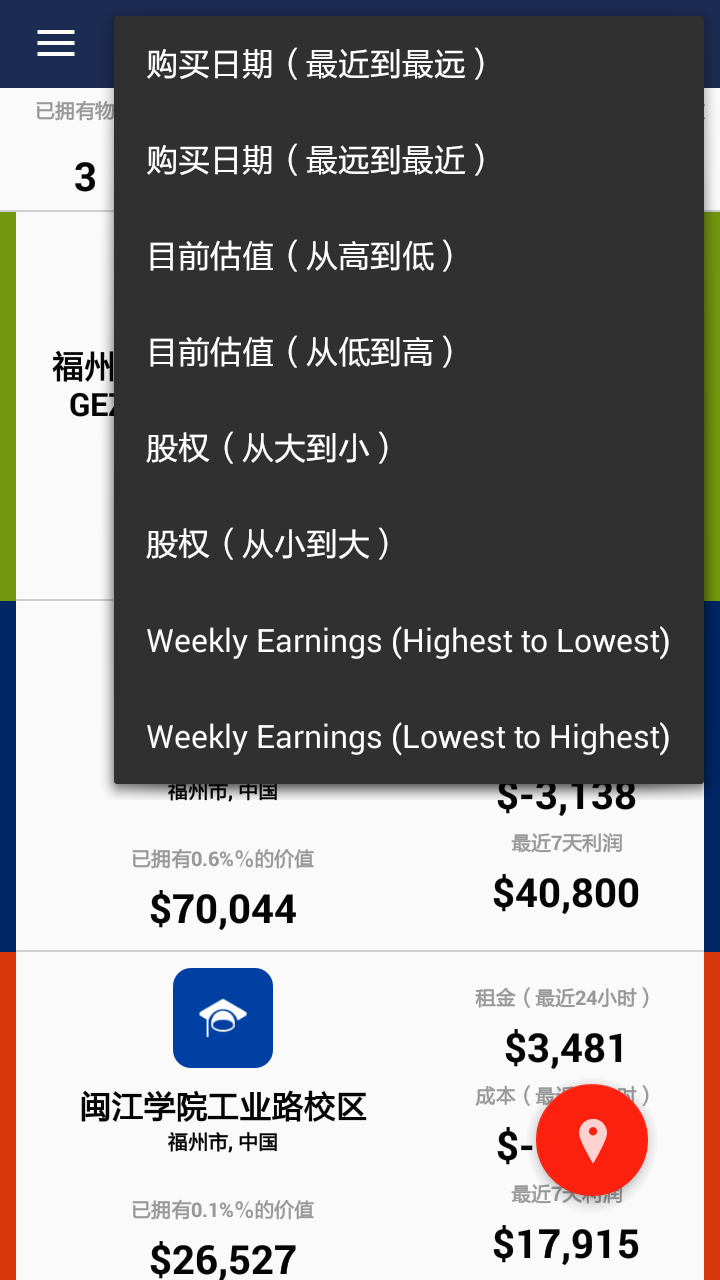 购买日期（最近到最远）
已拥有物
购买日期（最远到最近）
3
目前估值（从高到低）
目前估值（从低到高）
福州
GEZ
股权（从大到小）
股权（从小到大）
Weekly Earnings (Highest to Lowest)
Weekly Earnings (Lowest to Highest)
福州市, 中国
$-3,138
最近7天利润
已拥有0.6%%的价值
$40,800
$70,044
租金（最近24小时）
$3,481
闽江学院工业路校区
福州市, 中国
成本（最 时）
$-
最近7天利润
已拥有0.1%%的价值
$17,915
$26,527